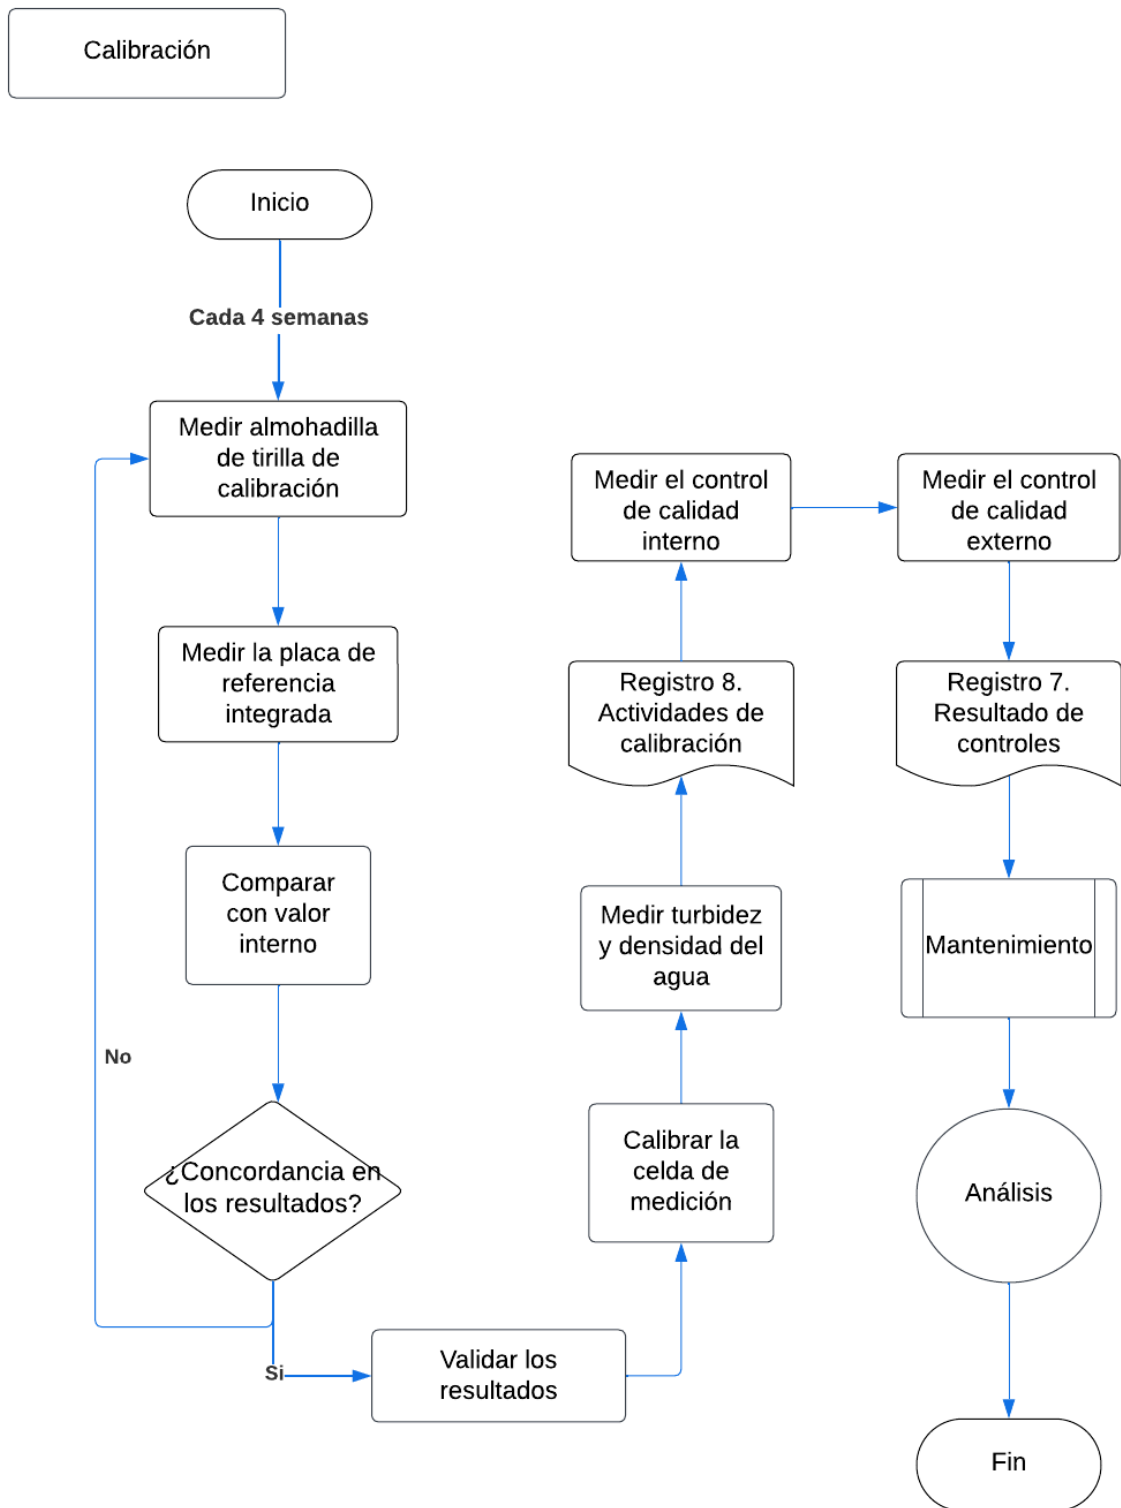 Calibración
Inicio
Cada 4 semanas
Medir almohadilla
de tirilla de
calibración
Medir la placa de
referencia
integrada
Comparar
con valor
interno
No
¿Concordancia en
los resultados?
Si
Validar los
resultados
Calibrar la
celda de
medición
Medir turbidez
y densidad del
agua
Registro 8.
Actividades de
calibración
Medir el control
de calidad
interno
Medir el control
de calidad
externo
Registro 7.
Resultado de
controles
Mantenimiento
Análisis
Fin